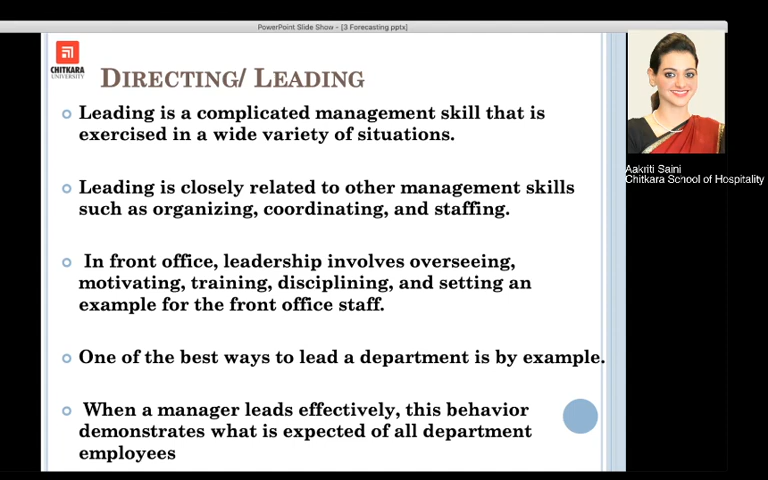 PowerPoint Slide Show - [3 Forecasting pptx]
CHITKARA
UNIVERSITY
DIRECTING/ LEADING
Leading is a complicated management skill that is
exercised in a wide variety of situations.
Leading is closely related to other management skills
such as organizing, coordinating, and staffing.
In front office, leadership involves overseeing,
motivating, training, disciplining, and setting an
example for the front office staff.
One of the best ways to lead a department is by example.
When a manager leads effectively, this behavior
demonstrates what is expected of all department
employees
Aakriti Saini
Chitkara School of Hospitality